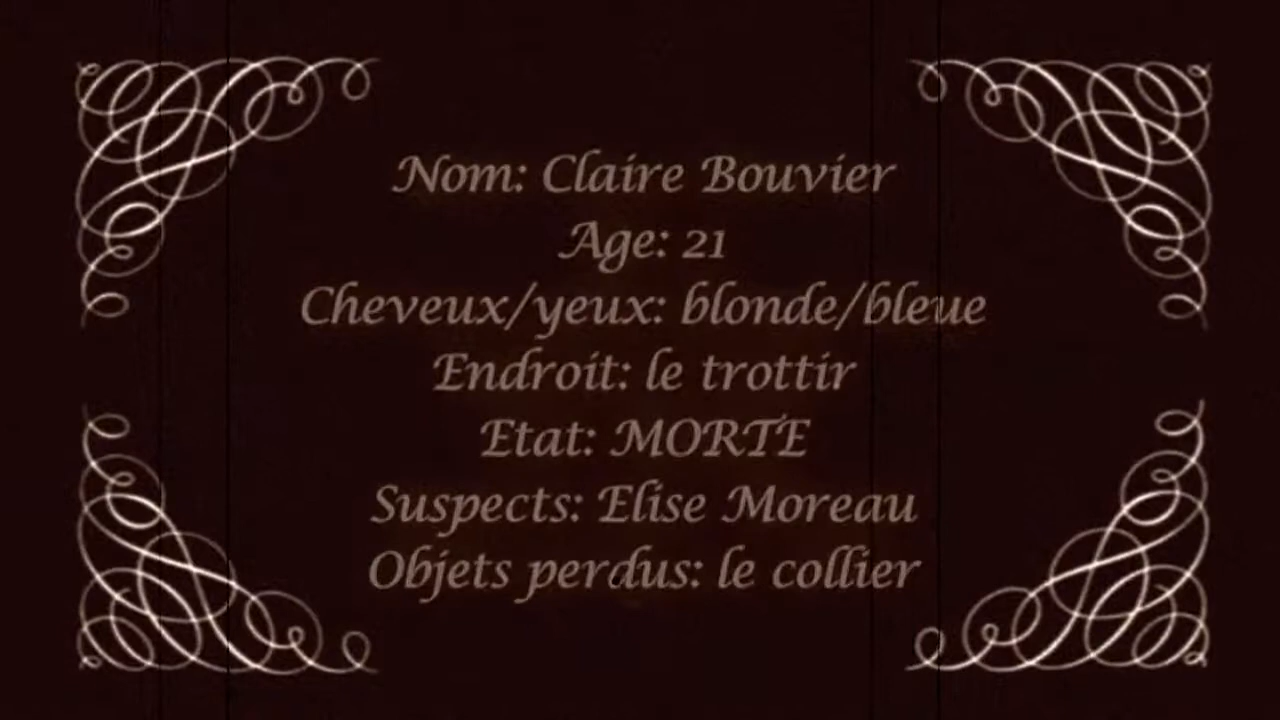 Nom: Claire Bouvier
Age: 21
Cheveux/yeux: blonde/bleue
Endroit: le trottir
Etat: MORTE
Suspects: Elise Moreau
Objets perdus: le collier